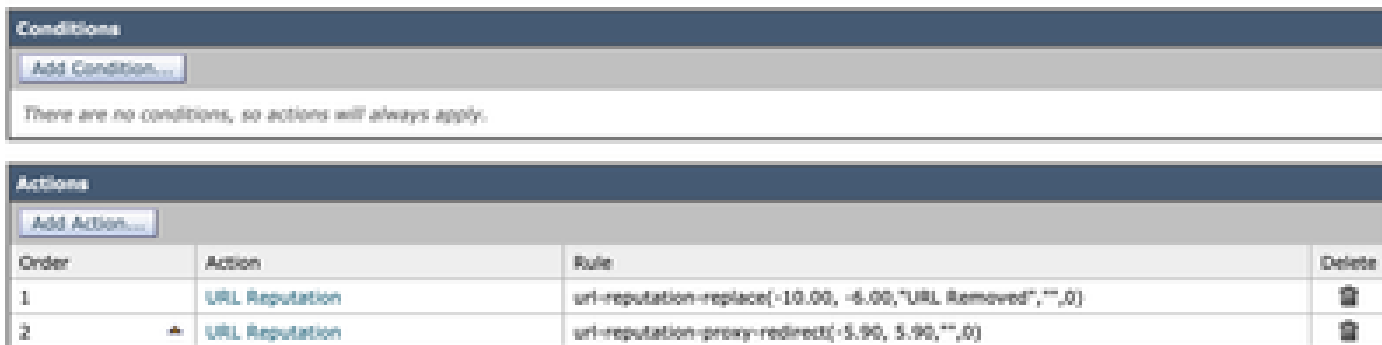 Conditions
Add Condition...
There are no conditions, so actions will always apply.
Actions
Add Action...
Order Action Rule Delete
1 URL Reputation url-reputation-replace(-10.00, -6.00,"URL Removed","",0)
2 URL Reputation url-reputation-proxy-redirect(-5.90, 5.90,"",0)